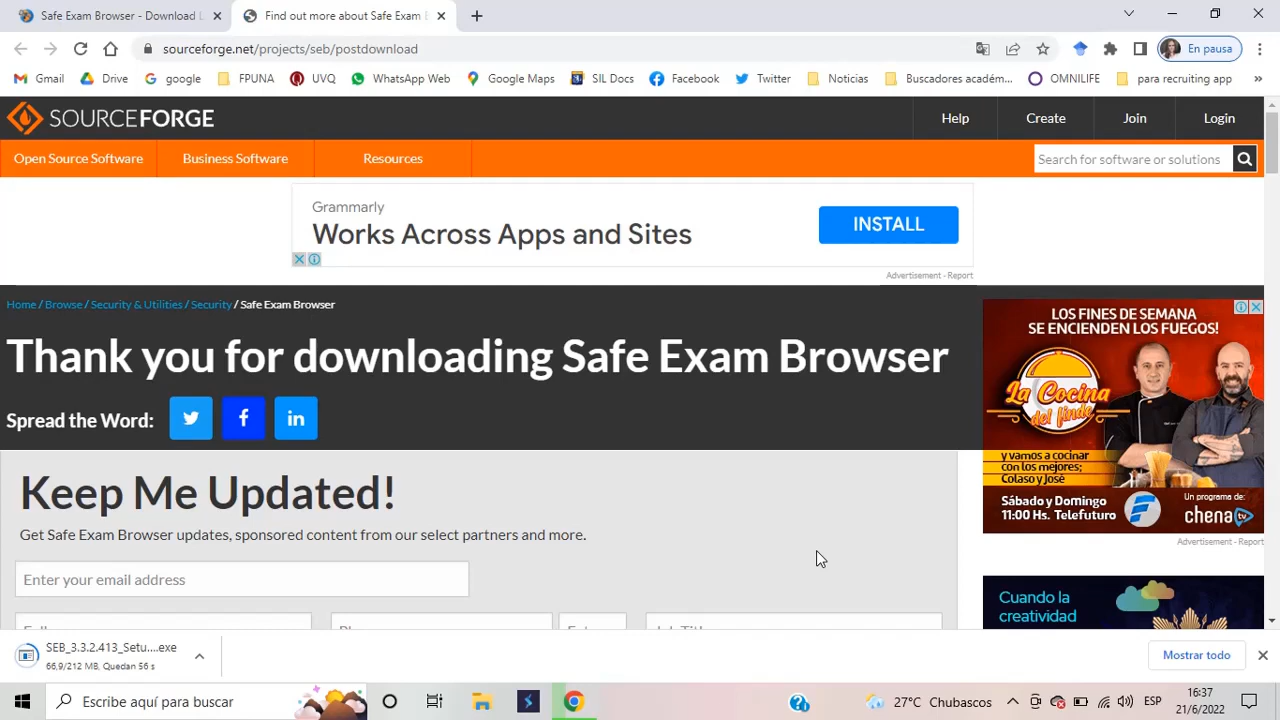 Safe Exam Browser - Download
Find out more about Safe Exam
sourceforge.net/projects/seb/postdownload
En pausa
Gmail
Drive
google
FPUNA
UVQ
WhatsApp Web
Google Maps
SIL Docs
Facebook
Twitter
Noticias
Buscadores académ...
OMNILIFE
para recruiting app
»
SOURCEFORGE
Help
Create
Join
Login
Open Source Software
Business Software
Resources
Search for software or solutions
Grammarly
Works Across Apps and Sites
INSTALL
Advertisement - Report
Home / Browse / Security & Utilities / Security / Safe Exam Browser
Thank you for downloading Safe Exam Browser
Spread the Word:
Keep Me Updated!
Get Safe Exam Browser updates, sponsored content from our select partners and more.
Enter your email address
LOS FINES DE SEMANA
SE ENCIENDEN LOS FUEGOS!
La Cocina
del finde
y vamos a cocinar
con los mejores;
Colaso y José
Sábado y Domingo
11:00 Hs. Telefuturo
Un programa de:
chena tv
Advertisement - Report
Cuando la
creatividad
SEB_3.3.2.413_Setu....exe
66,9/212 MB, Quedan 56 s
Mostrar todo
Escribe aquí para buscar
27°C Chubascos
ESP
16:37
21/6/2022